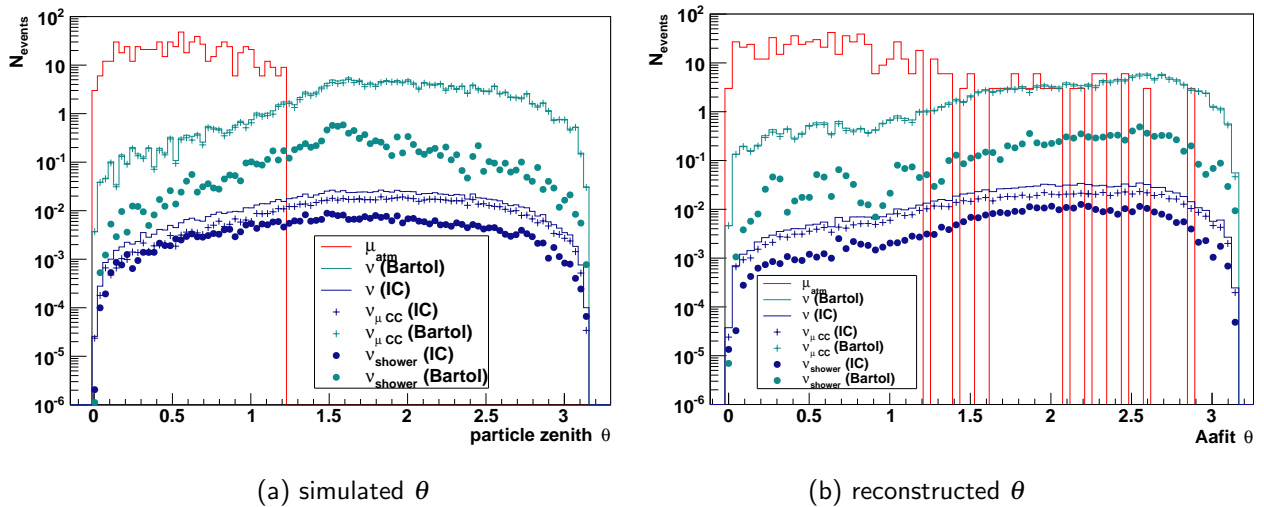 N_events
10^2
10
1
10^-1
10^-2
10^-3
10^-4
10^-5
10^-6
μ_atm
ν (Bartol)
ν (IC)
ν_μ CC (IC)
ν_μ CC (Bartol)
ν_shower (IC)
ν_shower (Bartol)
0 0.5 1 1.5 2 2.5 3
particle zenith θ
(a) simulated θ
N_events
10^2
10
1
10^-1
10^-2
10^-3
10^-4
10^-5
10^-6
μ_atm
ν (Bartol)
ν (IC)
ν_μ CC (IC)
ν_μ CC (Bartol)
ν_shower (IC)
ν_shower (Bartol)
0 0.5 1 1.5 2 2.5 3
Aafit θ
(b) reconstructed θ